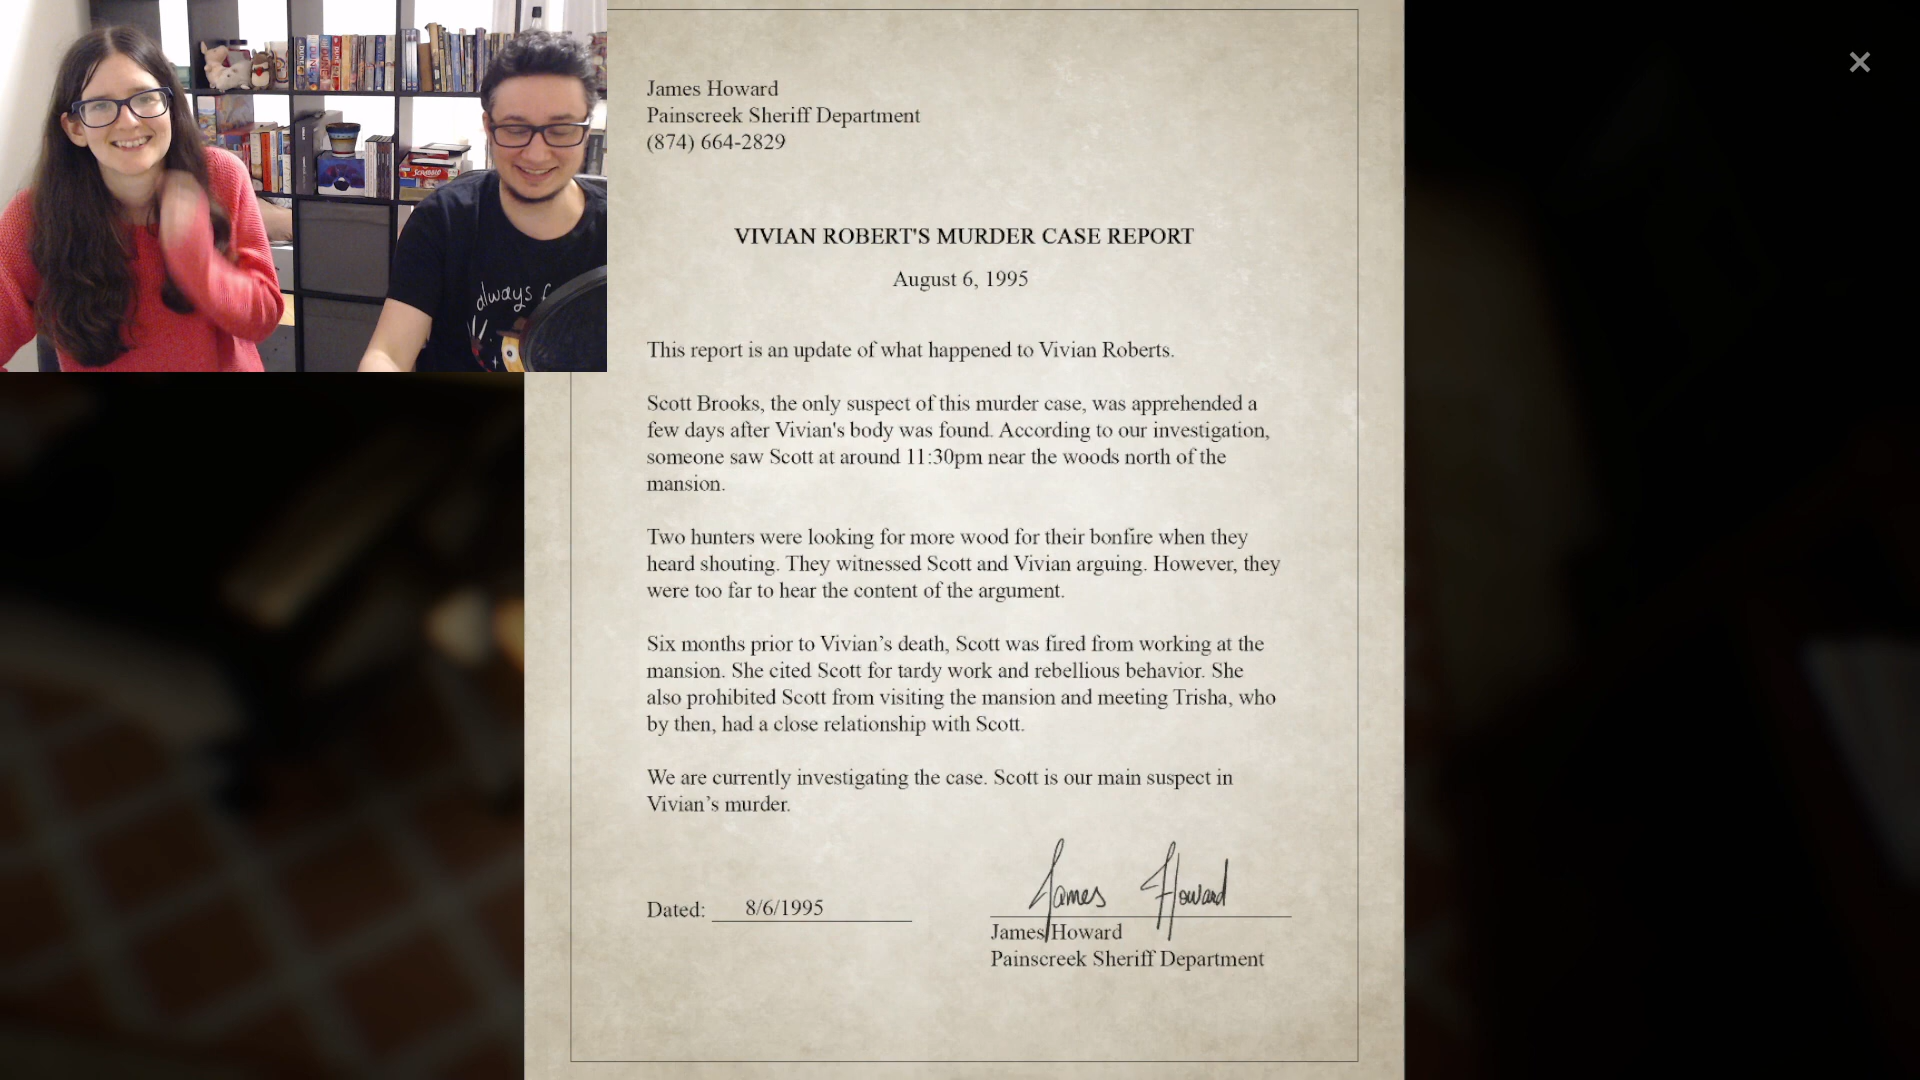 James Howard
Painscreek Sheriff Department
(874) 664-2829
VIVIAN ROBERT'S MURDER CASE REPORT
August 6, 1995
This report is an update of what happened to Vivian Roberts.
Scott Brooks, the only suspect of this murder case, was apprehended a
few days after Vivian's body was found. According to our investigation,
someone saw Scott at around 11:30pm near the woods north of the
mansion.
Two hunters were looking for more wood for their bonfire when they
heard shouting. They witnessed Scott and Vivian arguing. However, they
were too far to hear the content of the argument.
Six months prior to Vivian’s death, Scott was fired from working at the
mansion. She cited Scott for tardy work and rebellious behavior. She
also prohibited Scott from visiting the mansion and meeting Trisha, who
by then, had a close relationship with Scott.
We are currently investigating the case. Scott is our main suspect in
Vivian’s murder.
Dated: 8/6/1995
James Howard
James Howard
Painscreek Sheriff Department
always
SCRABBLE
DUNE
DUNE